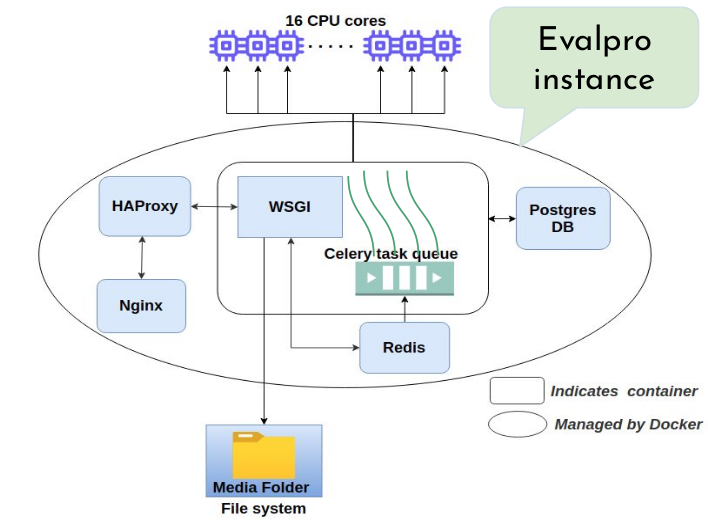 16 CPU cores
Evalpro
instance
HAProxy
WSGI
Postgres
DB
Celery task queue
Nginx
Redis
Indicates container
Managed by Docker
Media Folder
File system